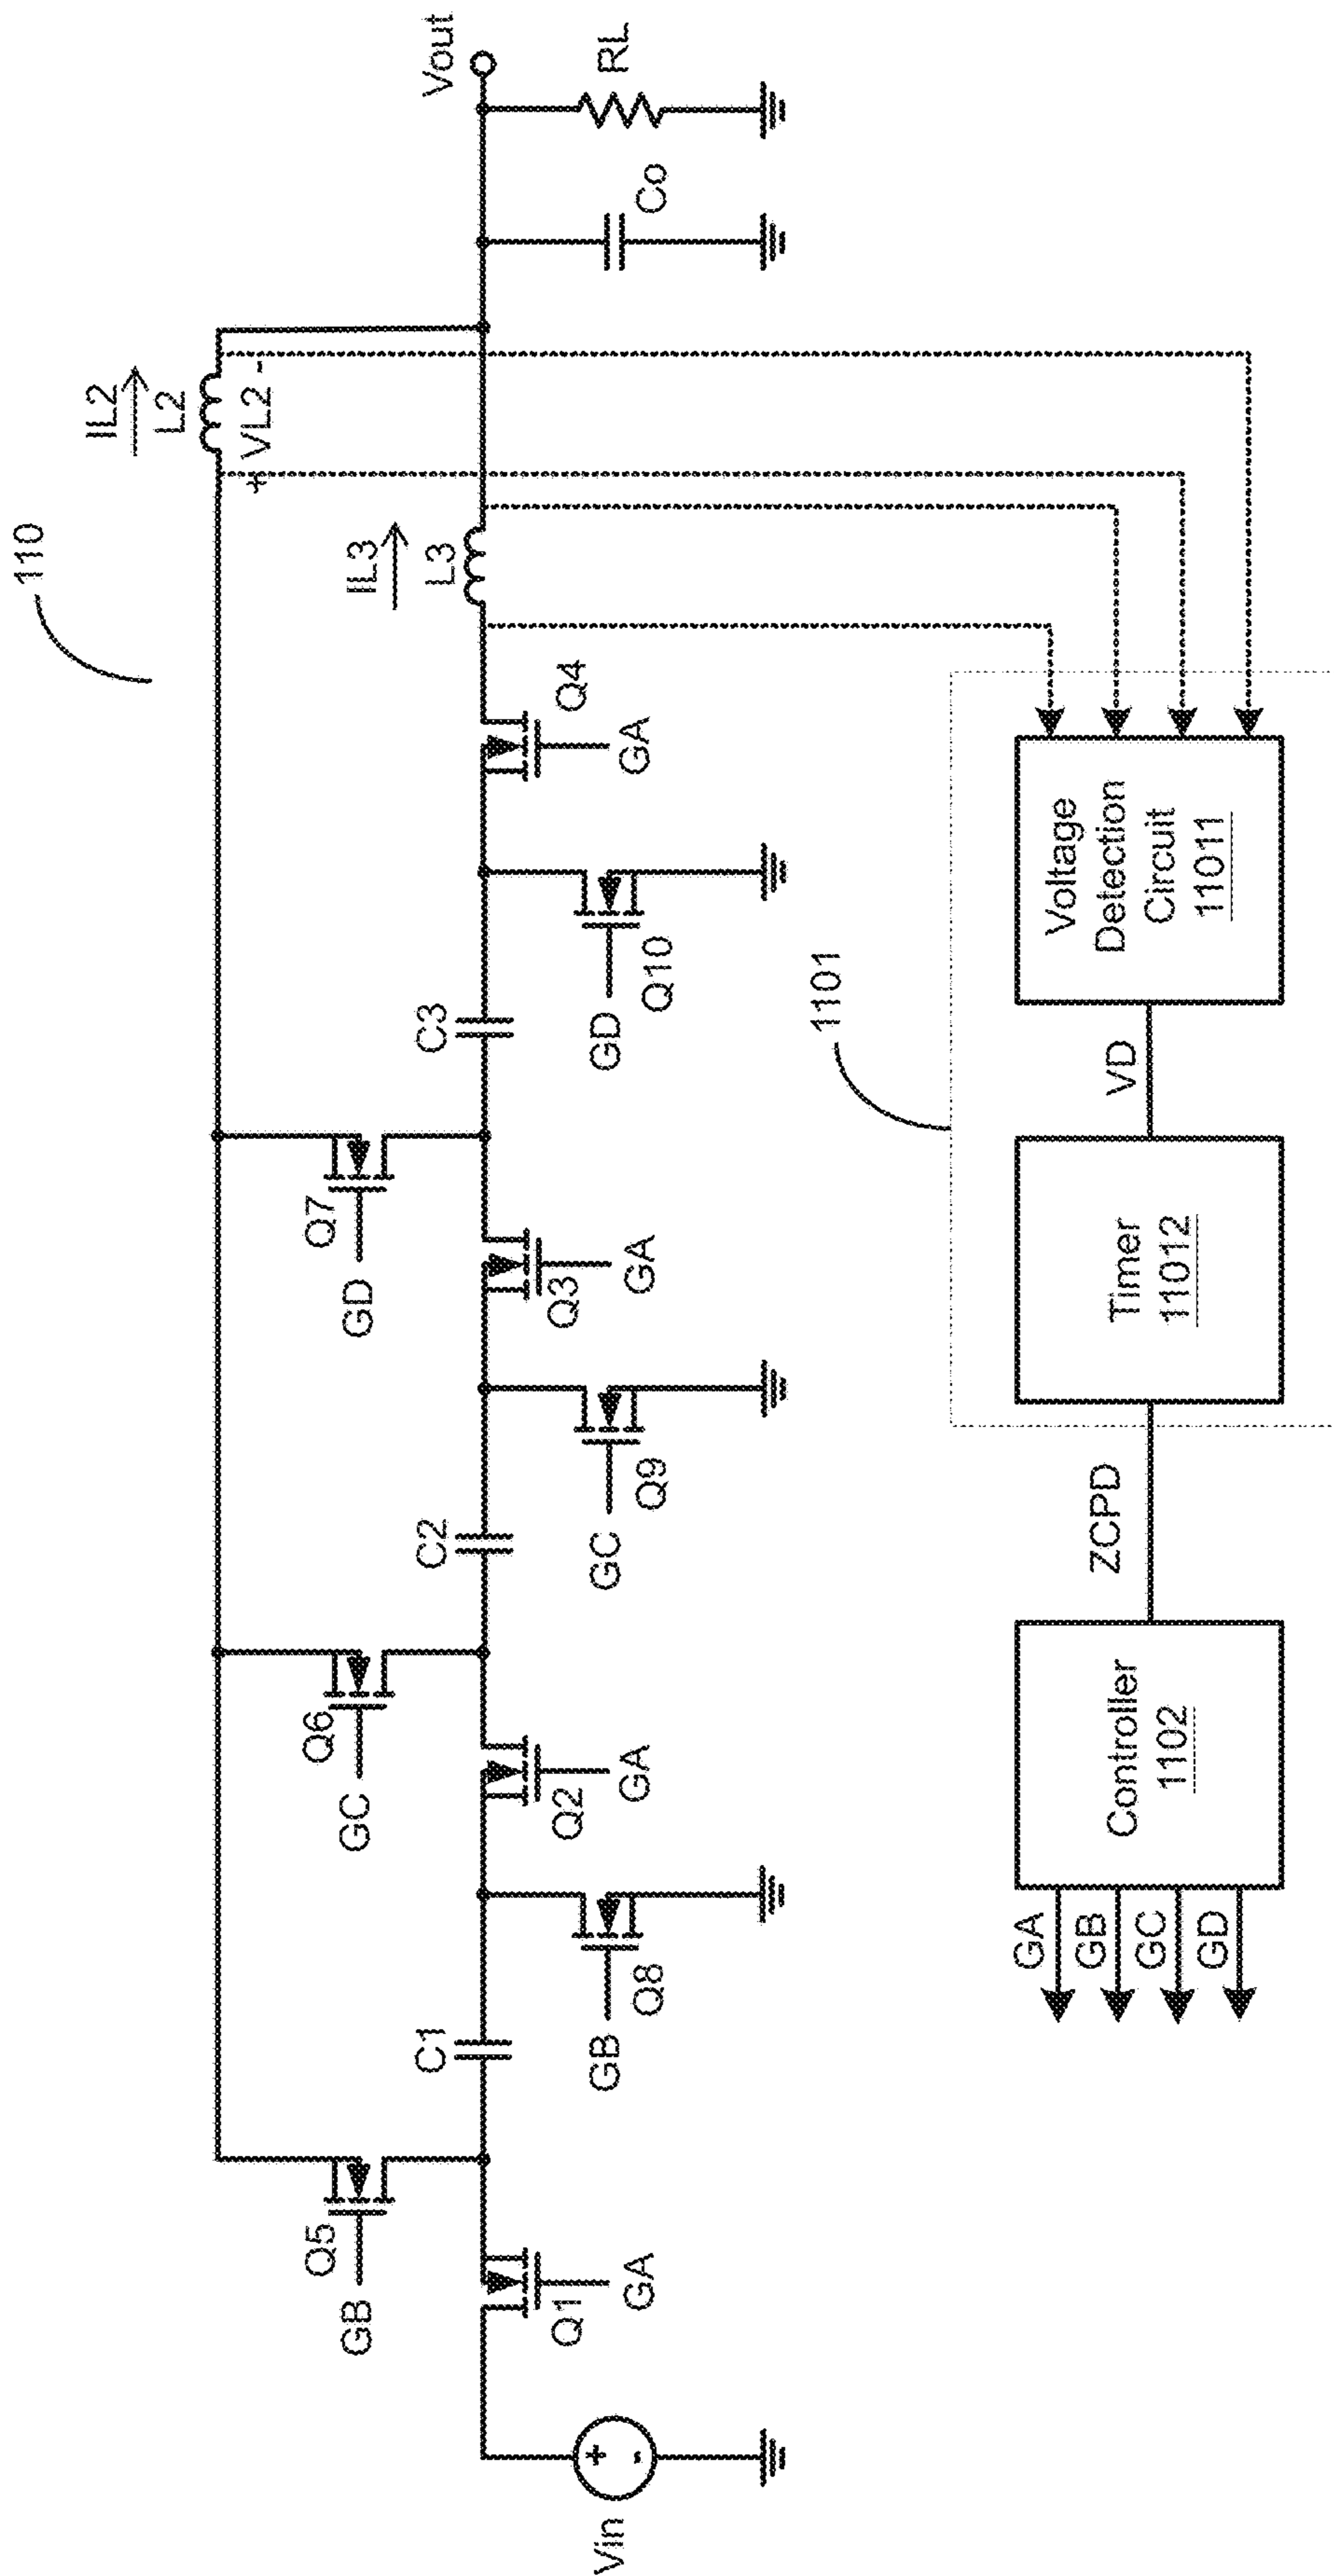 110
IL2
L2
+ VL2 -
IL3
L3
Vout
Q5
GB
Q6
GC
Q7
GD
C1
C2
C3
Vin
+
-
Q1
GA
GB
Q8
Q2
GA
GC
Q9
Q3
GA
GD
Q10
Q4
GA
Co
RL
1101
GA
GB
GC
GD
Controller
1102
ZCPD
Timer
11012
VD
Voltage
Detection
Circuit
11011